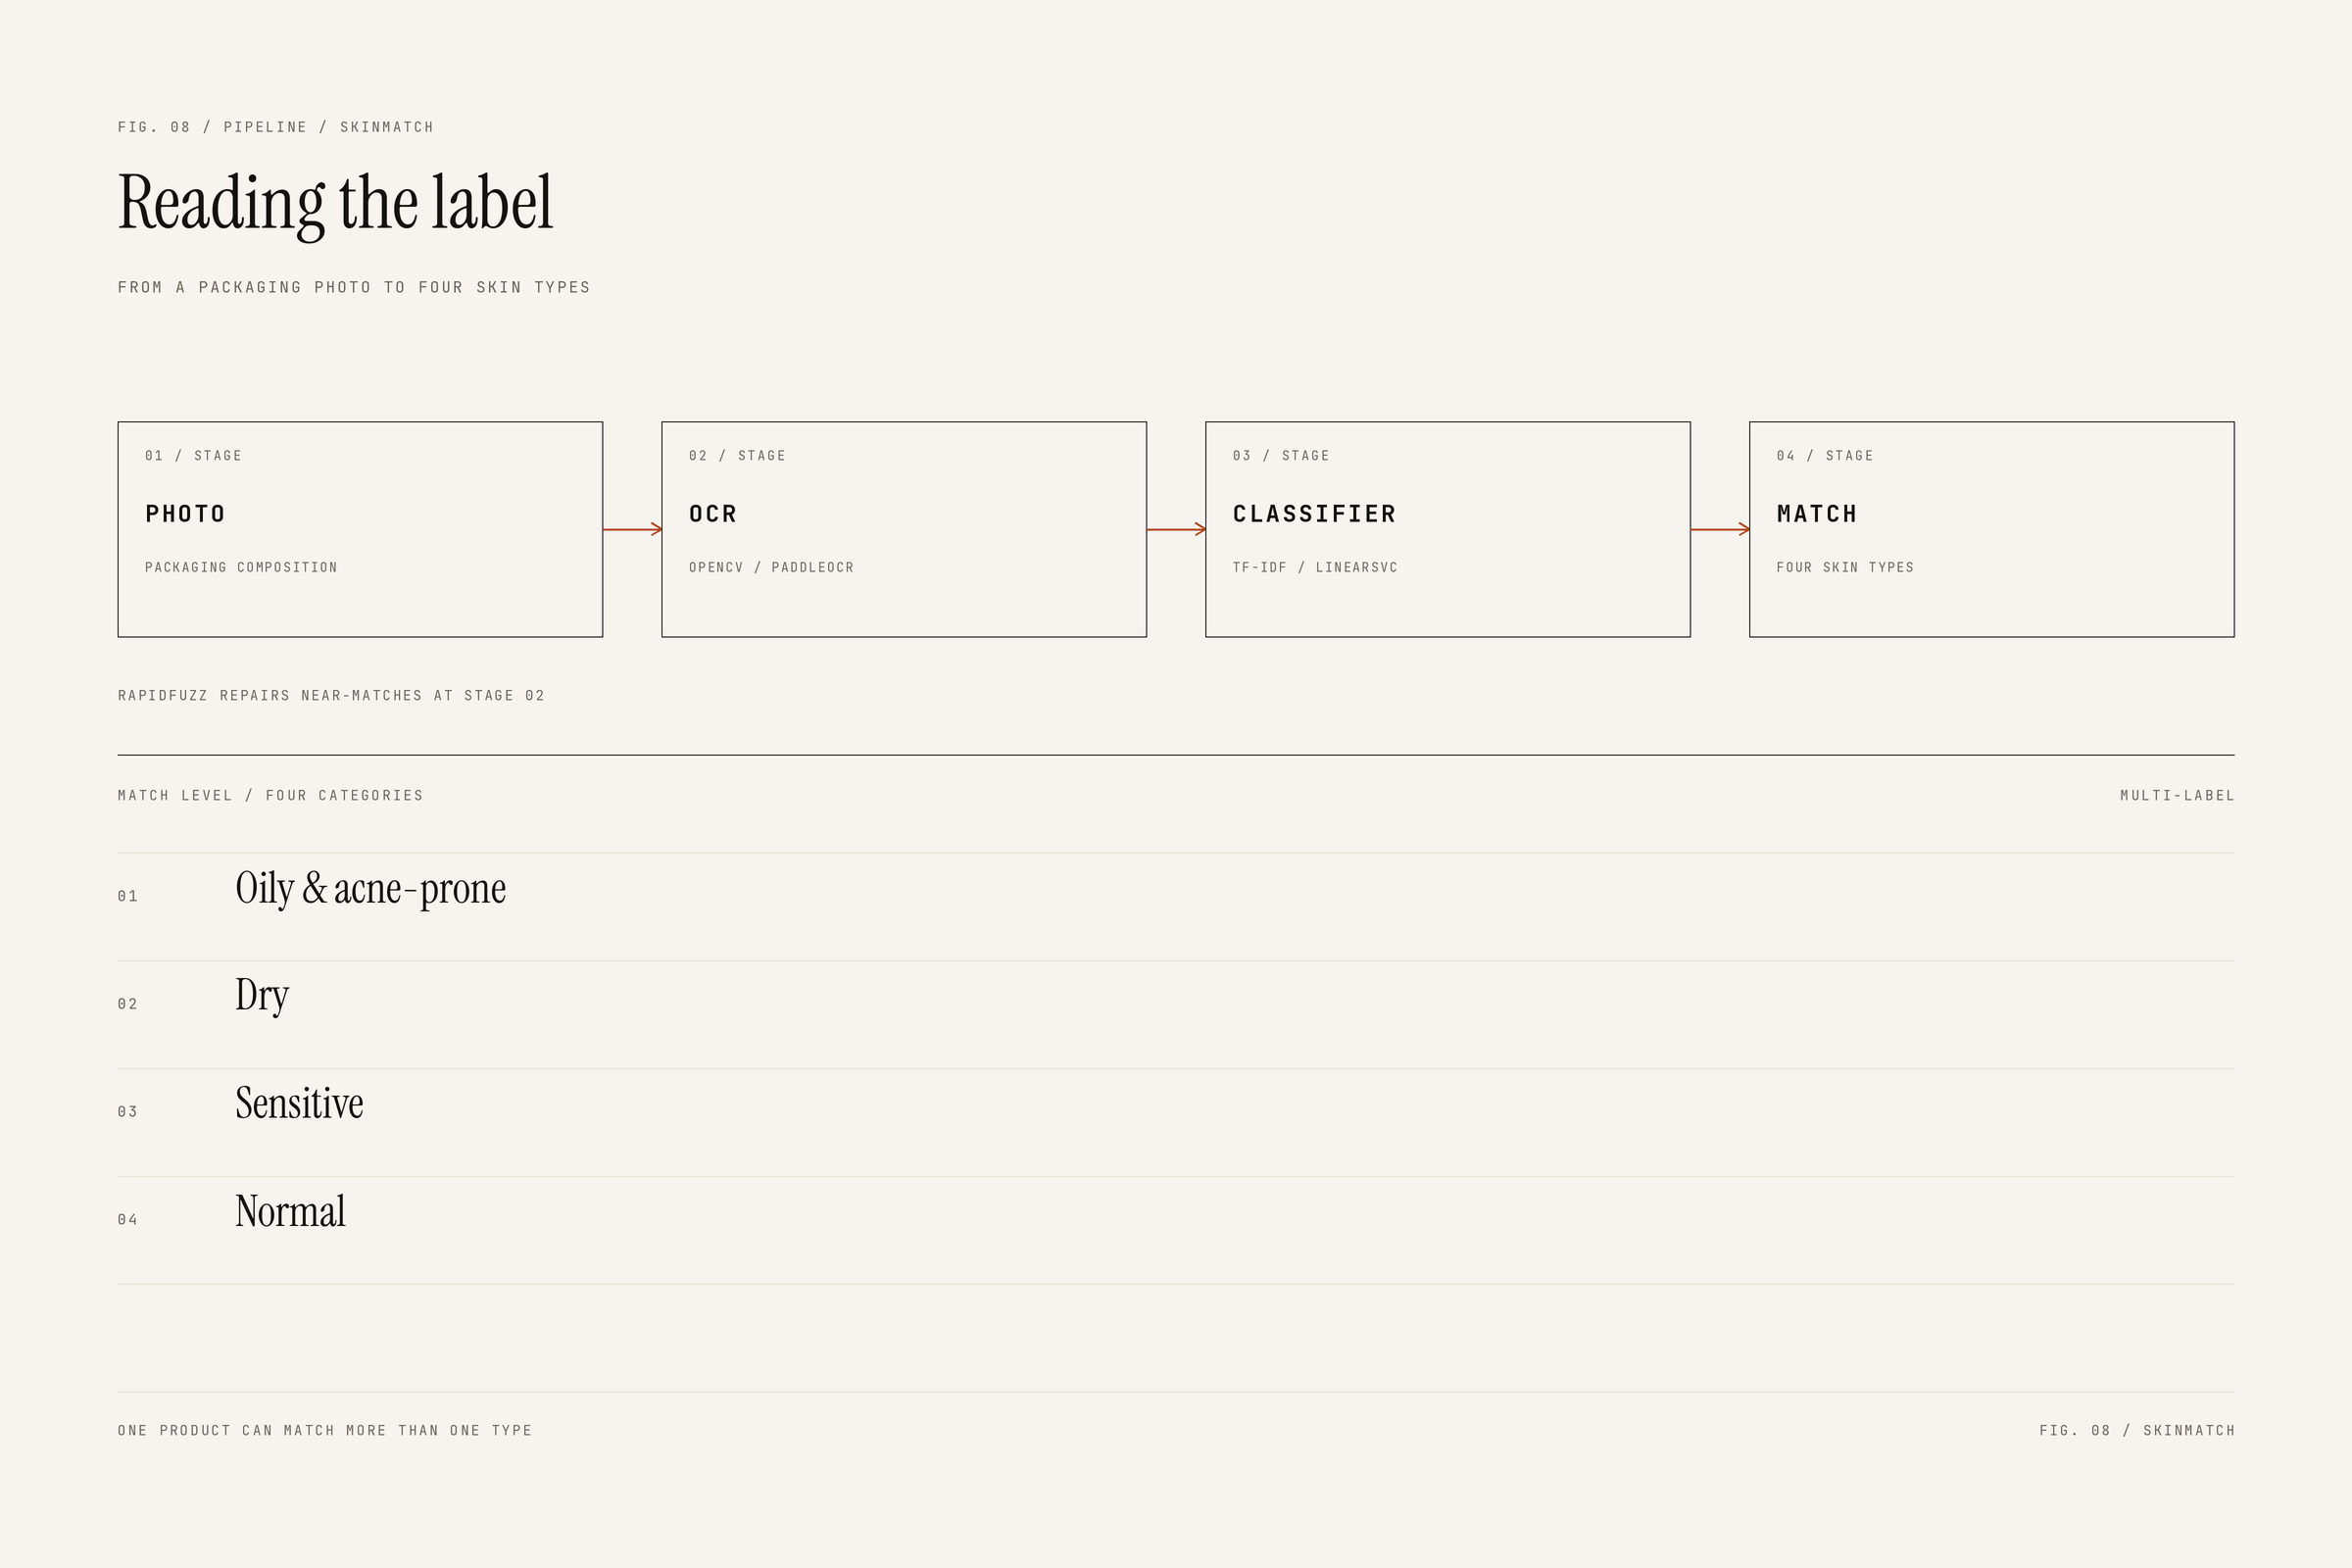 FIG. 08 / PIPELINE / SKINMATCH
Reading the label
FROM A PACKAGING PHOTO TO FOUR SKIN TYPES
01 / STAGE
PHOTO
PACKAGING COMPOSITION
02 / STAGE
OCR
OPENCV / PADDLEOCR
03 / STAGE
CLASSIFIER
TF-IDF / LINEARSVC
04 / STAGE
MATCH
FOUR SKIN TYPES
RAPIDFUZZ REPAIRS NEAR-MATCHES AT STAGE 02
MATCH LEVEL / FOUR CATEGORIES
MULTI-LABEL
01 Oily & acne-prone
02 Dry
03 Sensitive
04 Normal
ONE PRODUCT CAN MATCH MORE THAN ONE TYPE
FIG. 08 / SKINMATCH